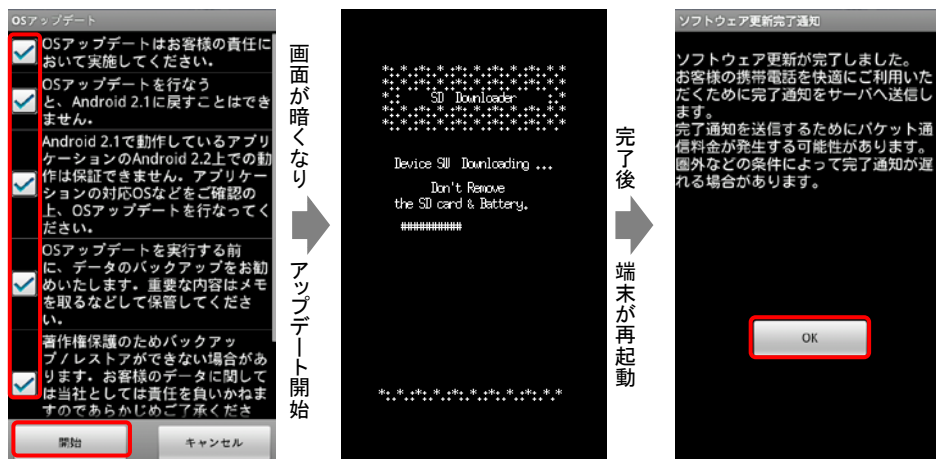 OSアップデート
OSアップデートはお客様の責任に
おいて実施してください。
OSアップデートを行なう
と、Android 2.1に戻すことはでき
ません。
Android 2.1で動作しているアプリ
ケーションのAndroid 2.2上での動
作は保証できません。アプリケー
ションの対応OSなどをご確認の
上、OSアップデートを行なってく
ださい。
OSアップデートを実行する前
に、データのバックアップをお勧
めいたします。重要な内容はメモ
を取るなどして保管してくださ
い。
著作権保護のためバックアッ
プ/レストアができない場合があ
ります。お客様のデータに関して
は当社としては責任を負いかねま
すのであらかじめご了承くださ
開始
キャンセル
画面が暗くなり
アップデート開始
SD Downloader
Device SW Downloading ...
Don't Remove
the SD card & Battery.
###########
完了後
端末が再起動
ソフトウェア更新完了通知
ソフトウェア更新が完了しました。
お客様の携帯電話を快適にご利用いた
だくために完了通知をサーバへ送信し
ます。
完了通知を送信するためにパケット通
信料金が発生する可能性があります。
圏外などの条件によって完了通知が遅
れる場合があります。
OK